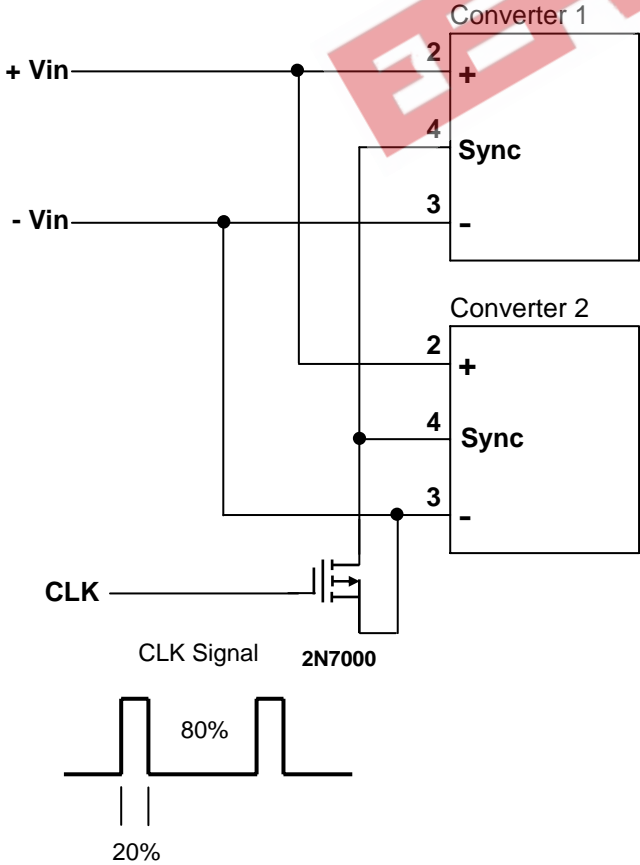 Converter 1
+ Vin
2
+
4
Sync
- Vin
3
-
Converter 2
2
+
4
Sync
3
-
CLK
CLK Signal
2N7000
80%
20%